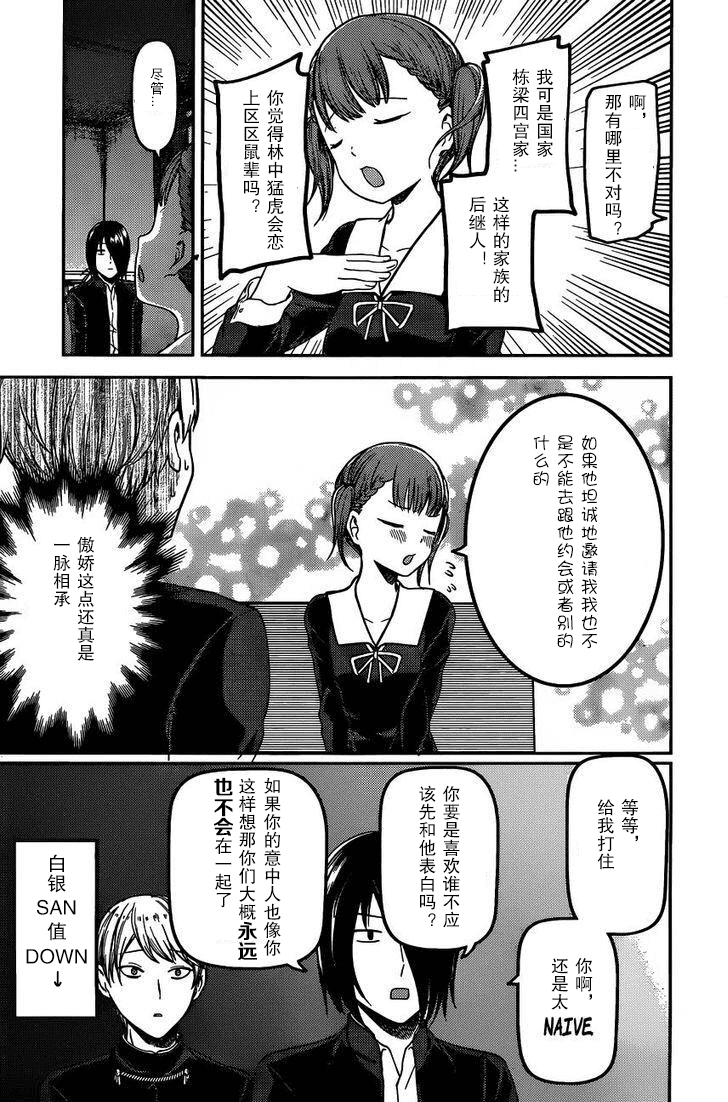 啊，
那有哪里不对吗？
我可是国家
栋梁四宫家…
这样的家族的
后继人！
你觉得林中猛虎会恋
上区区鼠辈吗？
尽管…
如果他坦诚地邀请我我也不
是不能去跟他约会或者别的
什么的
傲娇这点还真是
一脉相承
等等，
给我打住
你啊，
还是太
NAIVE
你要是喜欢谁不应
该先和他表白吗？
如果你的意中人也像你
这样想那你们大概永远
也不会在一起了
白银
SAN
值
DOWN
↓